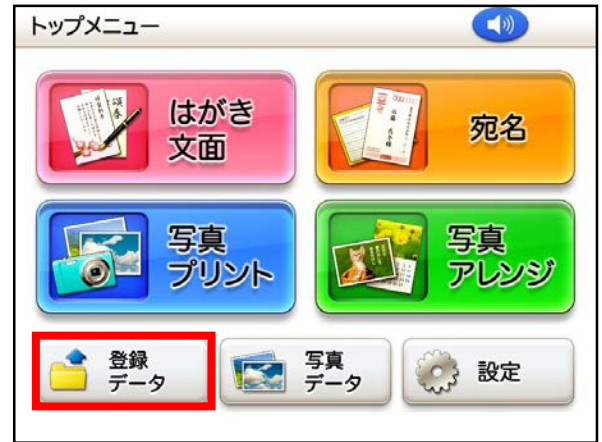 トップメニュー
はがき
文面
宛名
写真
プリント
写真
アレンジ
登録
データ
写真
データ
設定